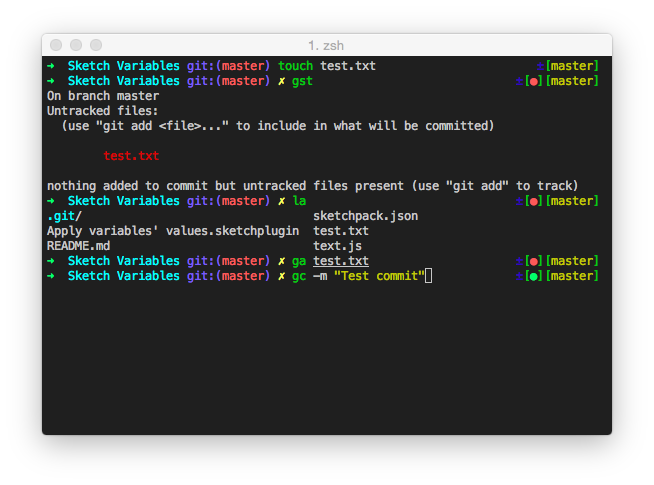 1. zsh
➜  Sketch Variables git:(master) touch test.txt ±[master]
➜  Sketch Variables git:(master) ✗ gst ±[●][master]
On branch master
Untracked files:
  (use "git add <file>..." to include in what will be committed)
        test.txt
nothing added to commit but untracked files present (use "git add" to track)
➜  Sketch Variables git:(master) ✗ la ±[●][master]
.git/                                 sketchpack.json
Apply variables' values.sketchplugin  test.txt
README.md                             text.js
➜  Sketch Variables git:(master) ✗ ga test.txt ±[●][master]
➜  Sketch Variables git:(master) ✗ gc -m "Test commit" ±[●][master]